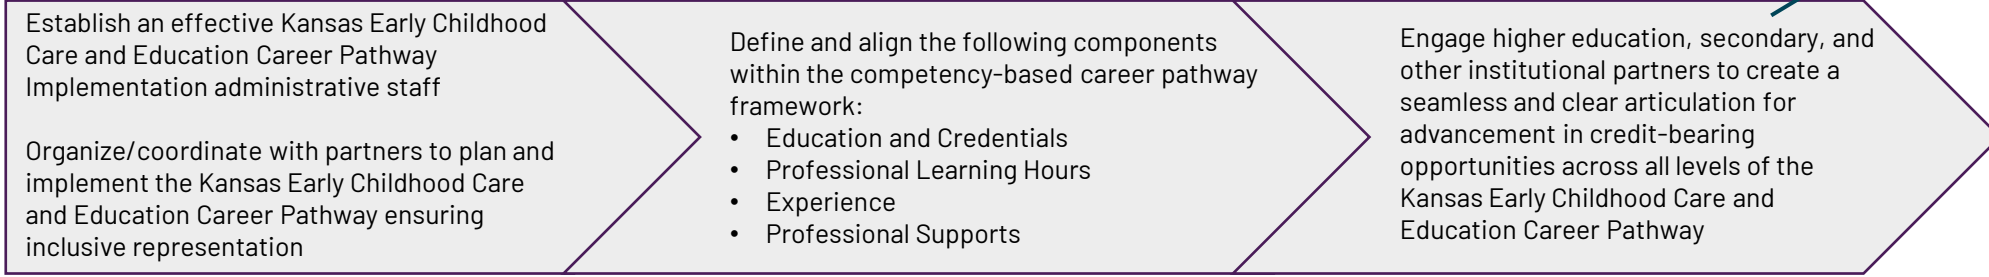 Establish an effective Kansas Early Childhood
Care and Education Career Pathway
Implementation administrative staff
Organize/coordinate with partners to plan and
implement the Kansas Early Childhood Care
and Education Career Pathway ensuring
inclusive representation
Define and align the following components
within the competency-based career pathway
framework:
• Education and Credentials
• Professional Learning Hours
• Experience
• Professional Supports
Engage higher education, secondary, and
other institutional partners to create a
seamless and clear articulation for
advancement in credit-bearing
opportunities across all levels of the
Kansas Early Childhood Care and
Education Career Pathway